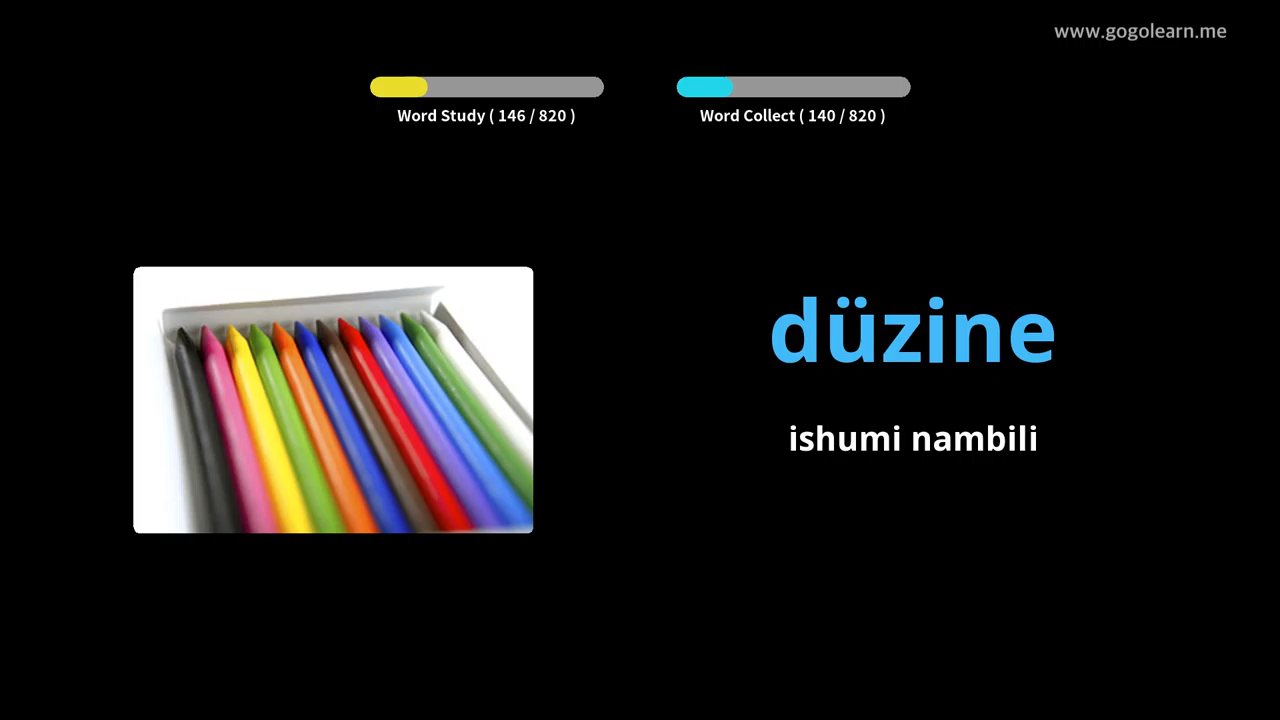 www.gogolearn.me
Word Study ( 146 / 820 )
Word Collect ( 140 / 820 )
düzine
ishumi nambili